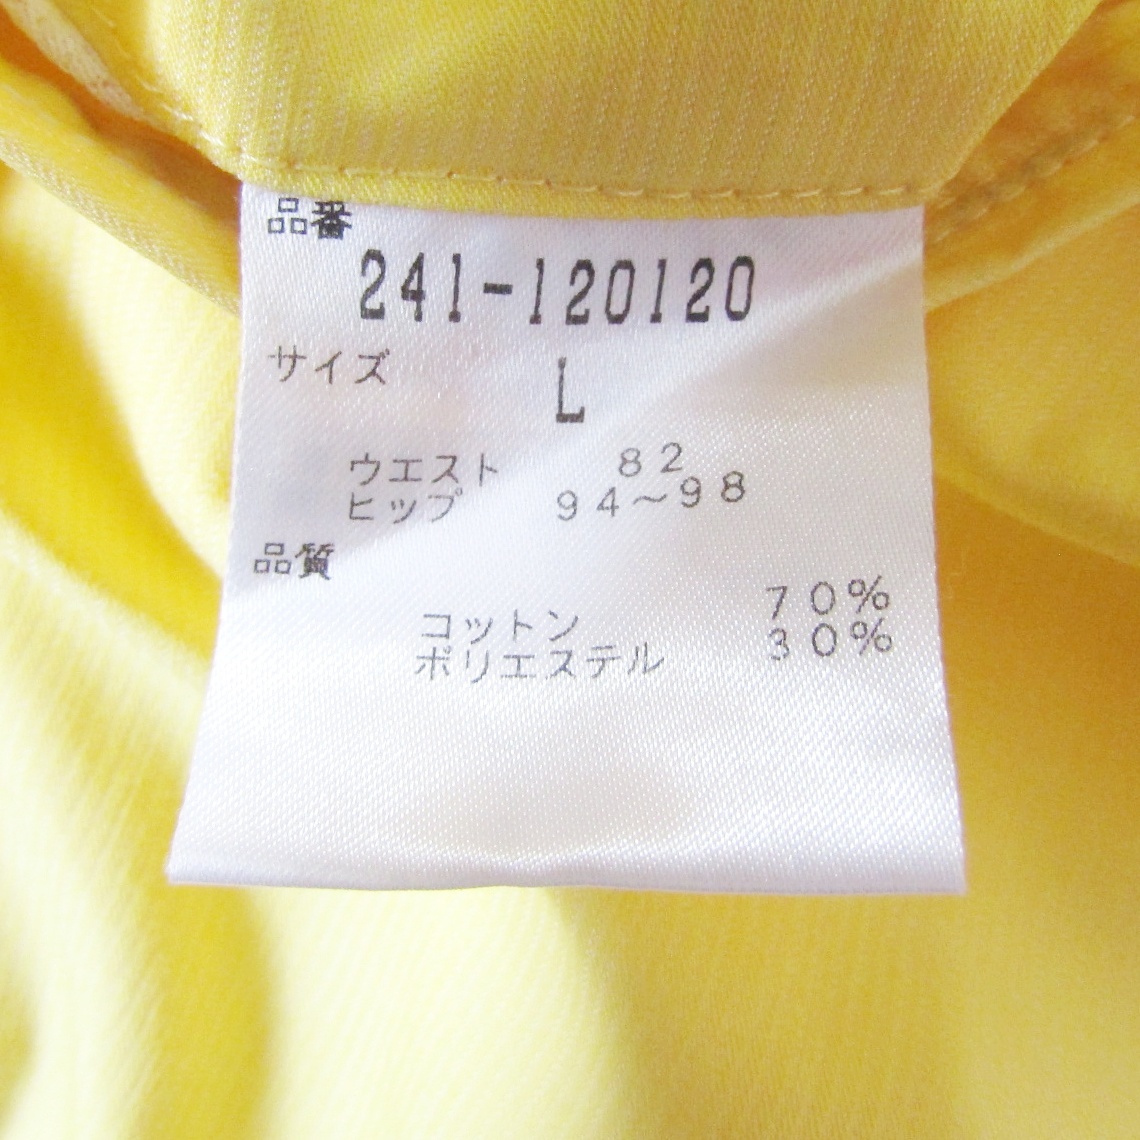 品番
241-120120
サイズ L
ウエスト 82
ヒップ 94〜98
品質
コットン 70%
ポリエステル 30%